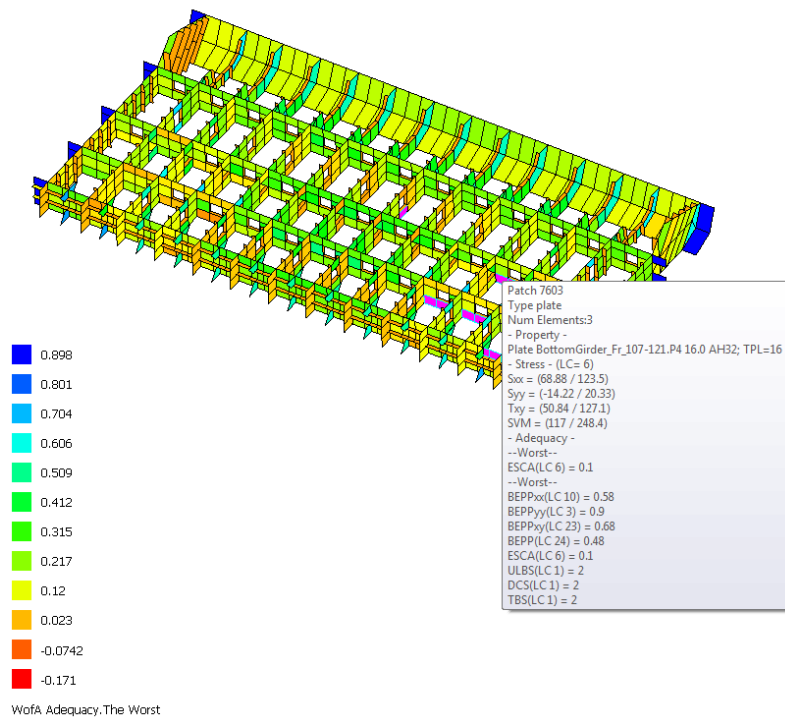 Patch 7603
Type plate
Num Elements:3
- Property -
Plate BottomGirder_Fr_107-121.P4 16.0 AH32; TPL=16
- Stress - (LC= 6)
Sxx = (68.88 / 123.5)
Syy = (-14.22 / 20.33)
Txy = (50.84 / 127.1)
SVM = (117 / 248.4)
- Adequacy -
--Worst--
ESCA(LC 6) = 0.1
--Worst--
BEPPxx(LC 10) = 0.58
BEPPyy(LC 3) = 0.9
BEPPxy(LC 23) = 0.68
BEPP(LC 24) = 0.48
ESCA(LC 6) = 0.1
ULBS(LC 1) = 2
DCS(LC 1) = 2
TBS(LC 1) = 2
0.898
0.801
0.704
0.606
0.509
0.412
0.315
0.217
0.12
0.023
-0.0742
-0.171
WofA Adequacy.The Worst